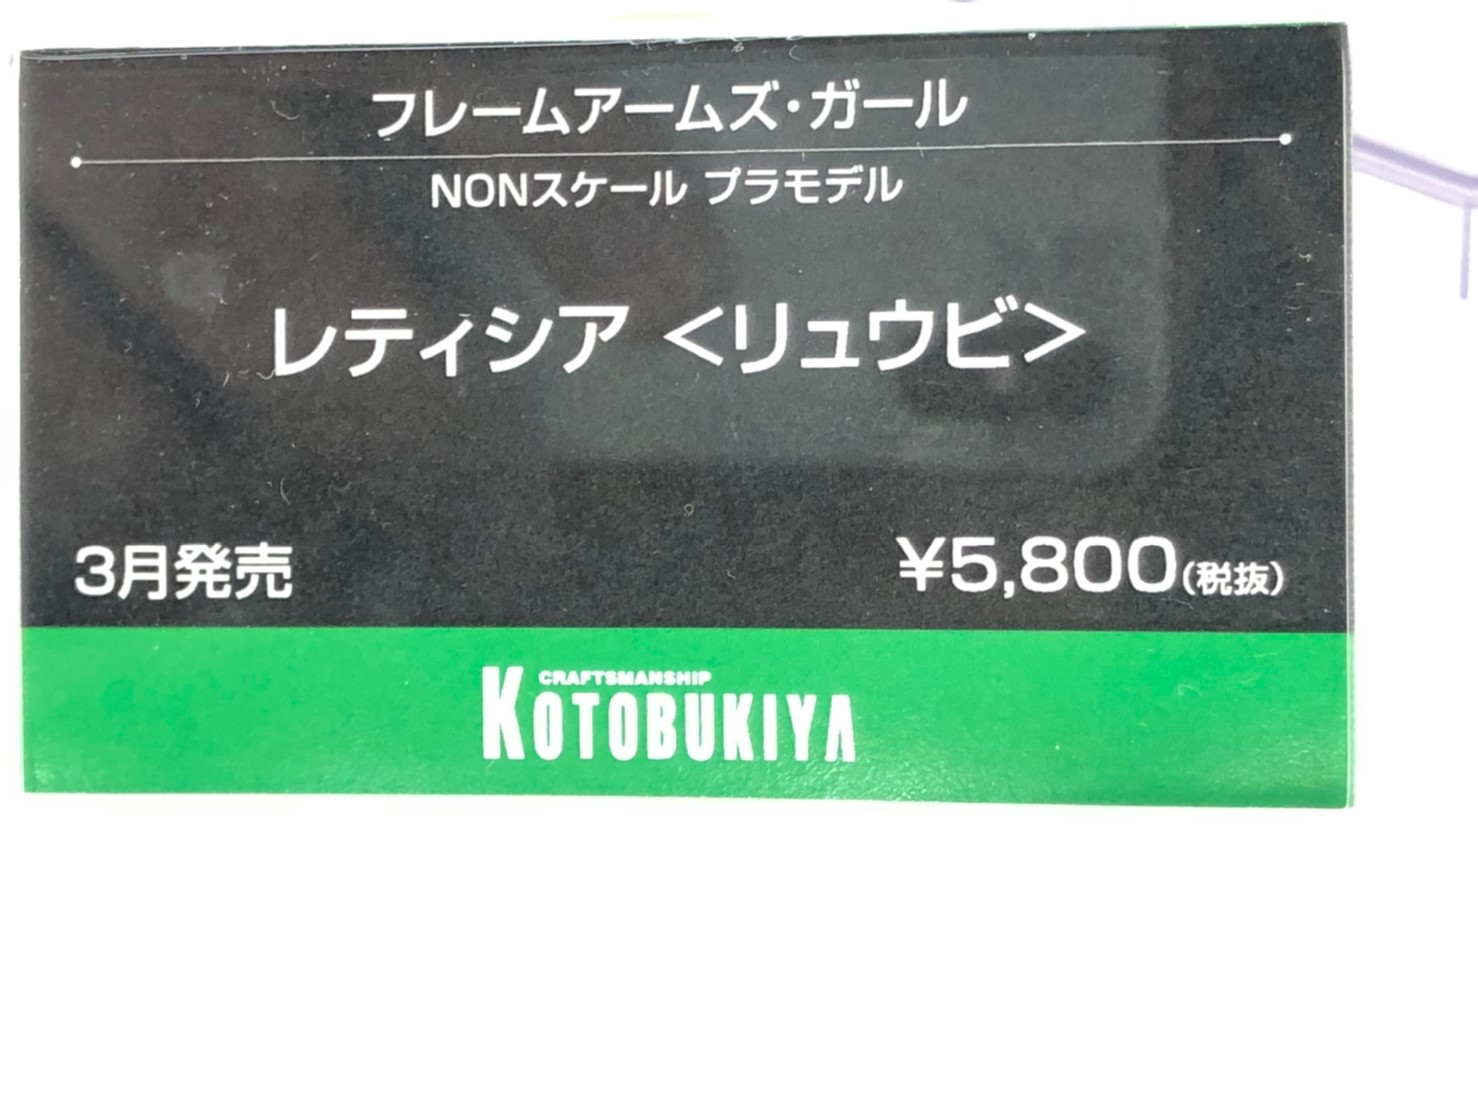 フレームアームズ・ガール
NONスケール プラモデル
レティシア <リュウビ>
3月発売
¥5,800(税抜)
CRAFTSMANSHIP
KOTOBUKIYA